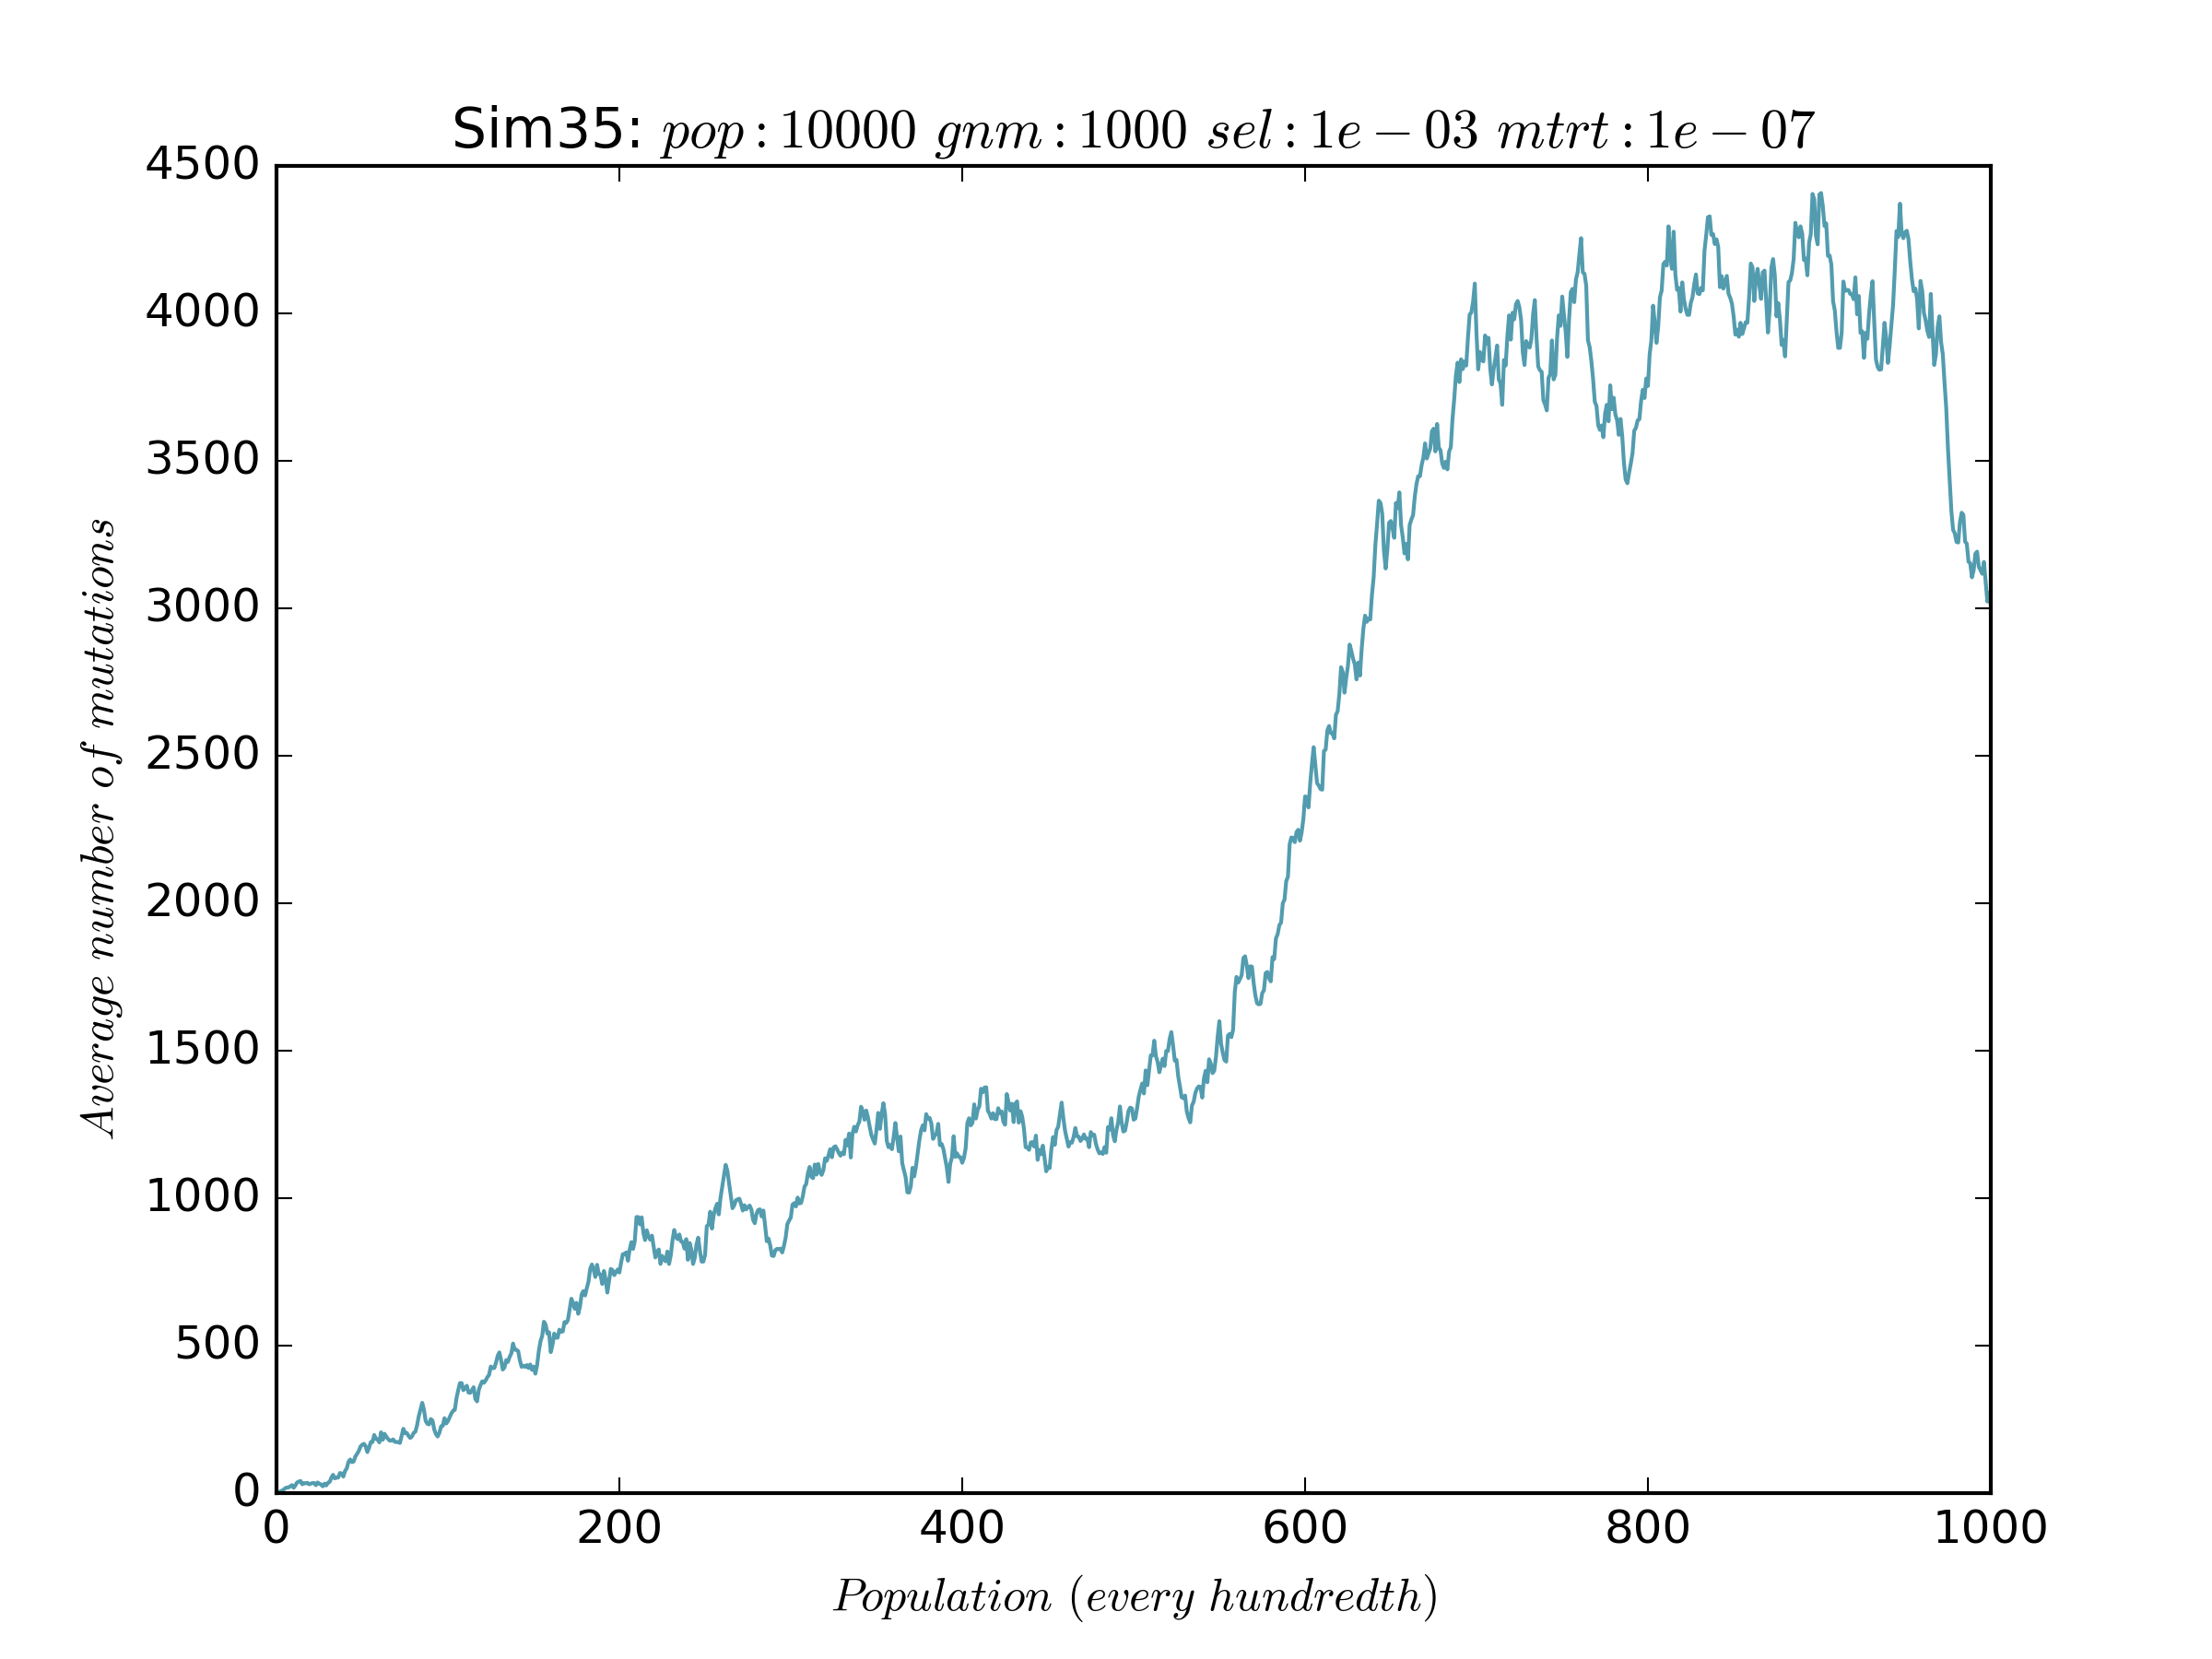 Sim35: pop : 10000 gnm : 1000 sel : 1e − 03 mtrt : 1e − 07
4500
4000
3500
3000
2500
2000
1500
1000
500
0
Average number of mutations
0 200 400 600 800 1000
Population (every hundredth)